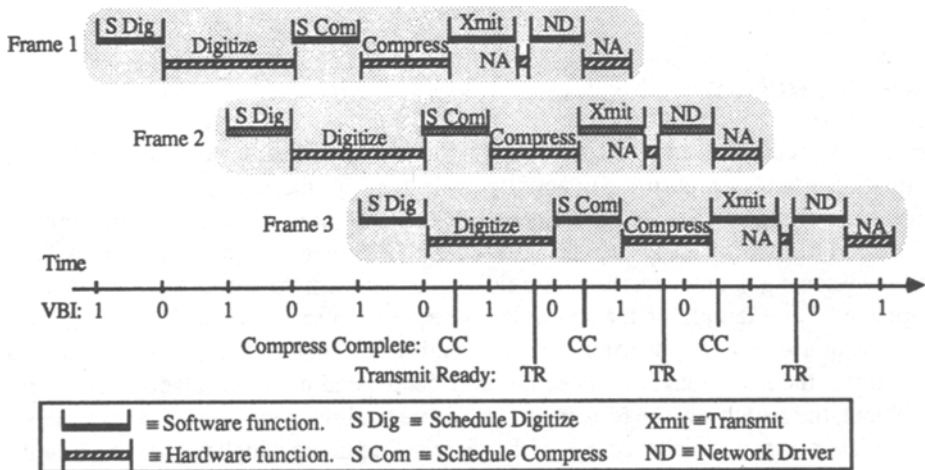 S Dig S Com Xmit ND
Frame 1 Digitize Compress NA NA
S Dig S Com Xmit ND
Frame 2 Digitize Compress NA NA
S Dig S Com Xmit ND
Frame 3 Digitize Compress NA NA
Time
VBI: 1 0 1 0 1 0 1 0 1 0 1 0 1
Compress Complete: CC CC CC
Transmit Ready: TR TR TR
≡ Software function. S Dig ≡ Schedule Digitize Xmit ≡Transmit
≡ Hardware function. S Com ≡ Schedule Compress ND ≡Network Driver